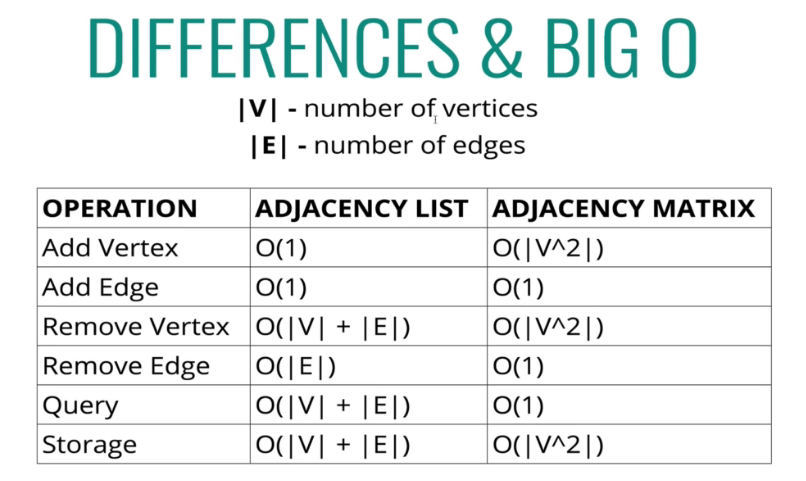 DIFFERENCES & BIG O
|V| - number of vertices
|E| - number of edges
OPERATION ADJACENCY LIST ADJACENCY MATRIX
Add Vertex O(1) O(|V^2|)
Add Edge O(1) O(1)
Remove Vertex O(|V| + |E|) O(|V^2|)
Remove Edge O(|E|) O(1)
Query O(|V| + |E|) O(1)
Storage O(|V| + |E|) O(|V^2|)